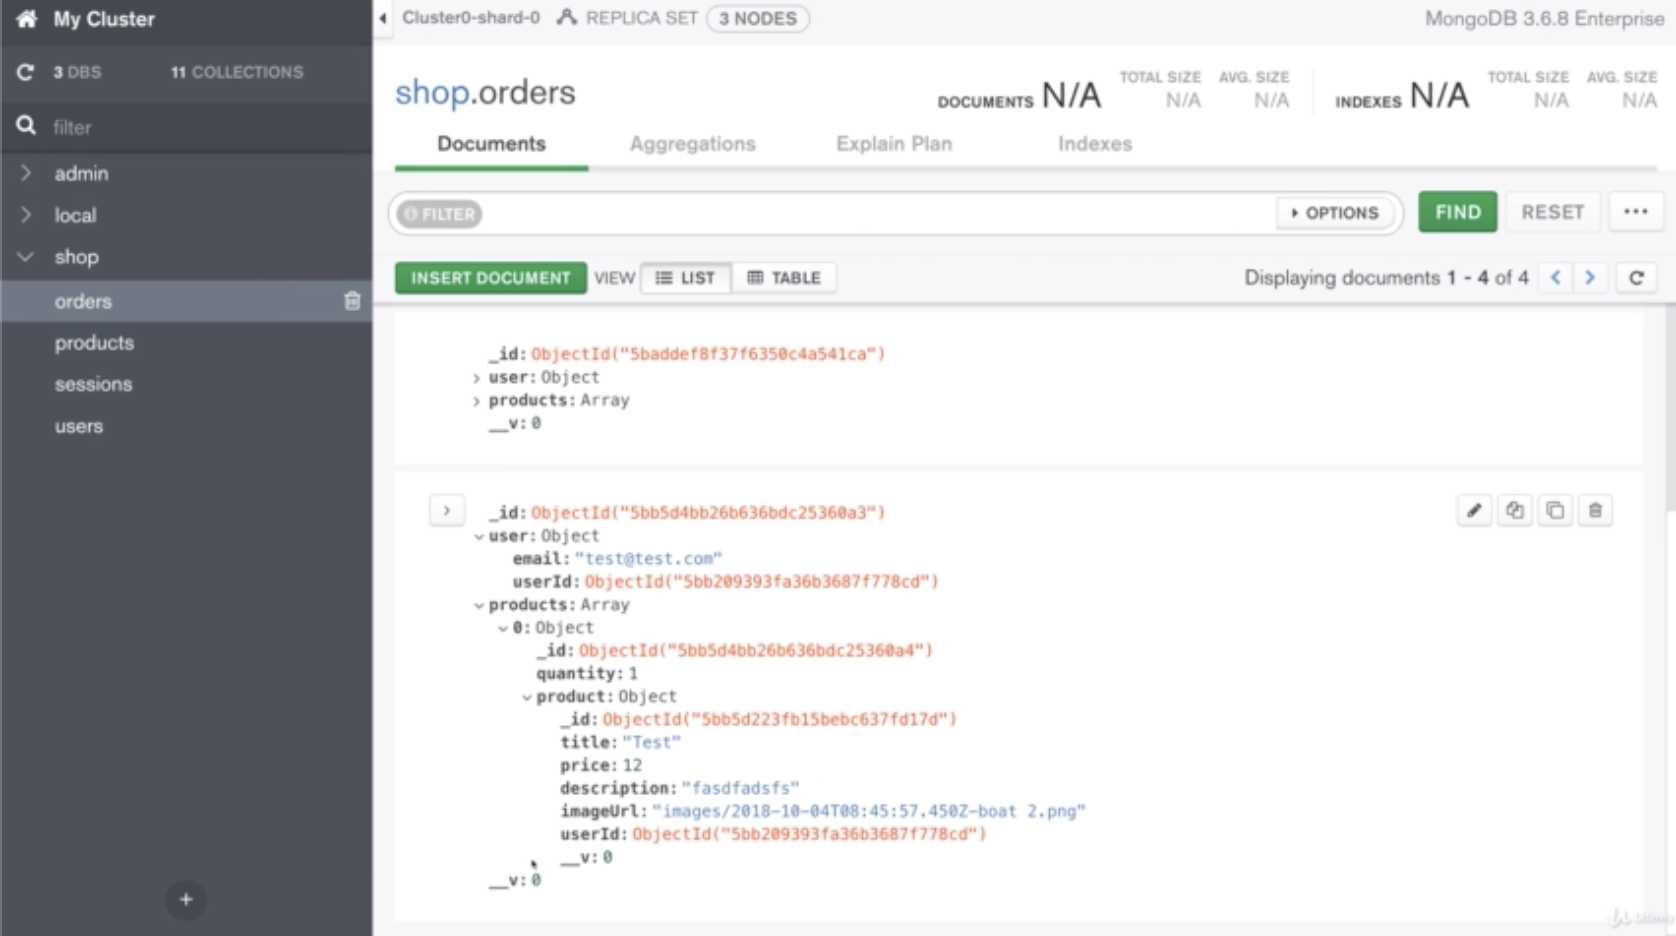 My Cluster
3 DBS 11 COLLECTIONS
filter
admin
local
shop
orders
products
sessions
users
+
Cluster0-shard-0 REPLICA SET 3 NODES MongoDB 3.6.8 Enterprise
shop.orders
DOCUMENTS N/A TOTAL SIZE N/A AVG. SIZE N/A INDEXES N/A TOTAL SIZE N/A AVG. SIZE N/A
Documents Aggregations Explain Plan Indexes
FILTER OPTIONS FIND RESET ...
INSERT DOCUMENT VIEW LIST TABLE Displaying documents 1 - 4 of 4
_id: ObjectId("5baddef8f37f6350c4a541ca")
user: Object
products: Array
__v: 0
_id: ObjectId("5bb5d4bb26b636bdc25360a3")
user: Object
email: "test@test.com"
userId: ObjectId("5bb209393fa36b3687f778cd")
products: Array
0: Object
_id: ObjectId("5bb5d4bb26b636bdc25360a4")
quantity: 1
product: Object
_id: ObjectId("5bb5d223fb15bebc637fd17d")
title: "Test"
price: 12
description: "fasdfadsfs"
imageUrl: "images/2018-10-04T08:45:57.450Z-boat 2.png"
userId: ObjectId("5bb209393fa36b3687f778cd")
__v: 0
__v: 0
Udemy